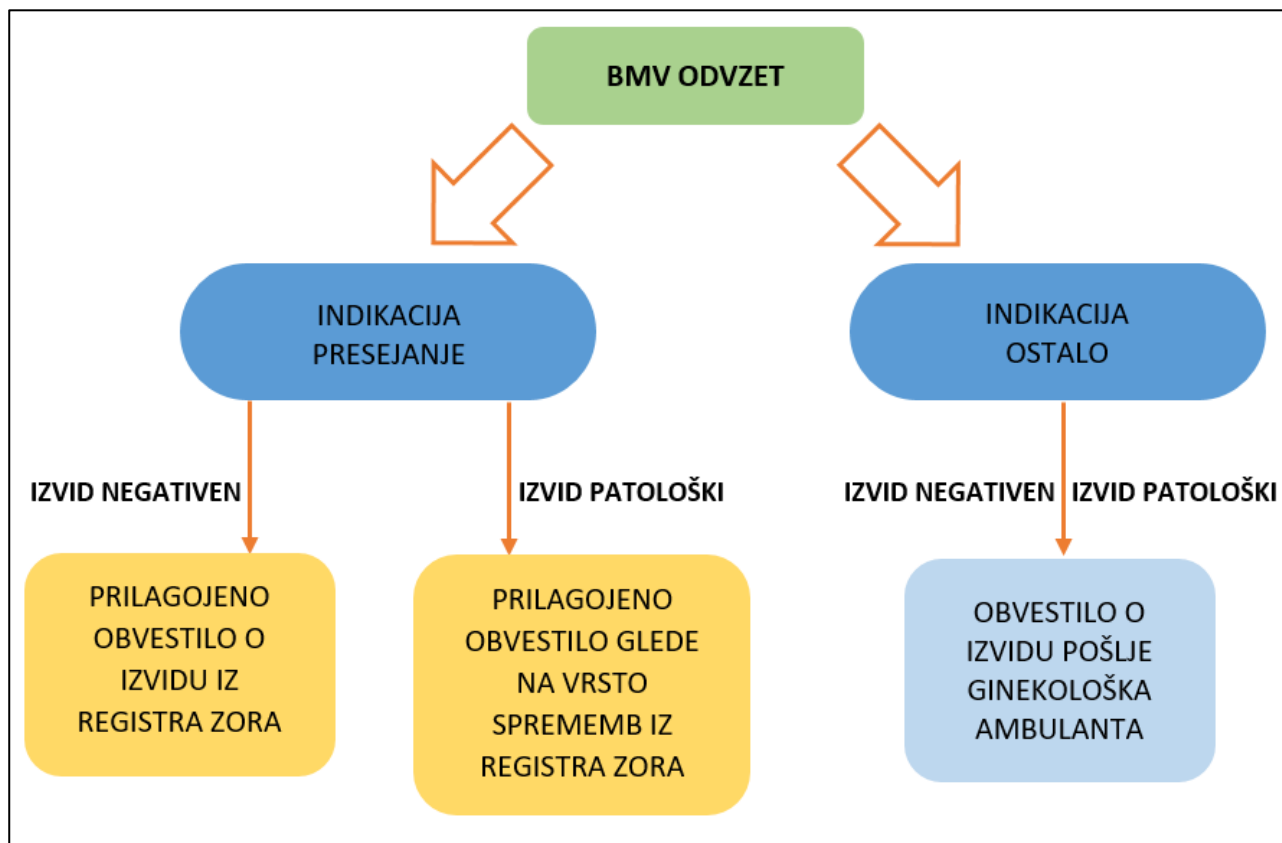 BMV ODVZET
INDIKACIJA
PRESEJANJE
INDIKACIJA
OSTALO
IZVID NEGATIVEN
IZVID PATOLOŠKI
IZVID NEGATIVEN
IZVID PATOLOŠKI
PRILAGOJENO
OBVESTILO O
IZVIDU IZ
REGISTRA ZORA
PRILAGOJENO
OBVESTILO GLEDE
NA VRSTO
SPREMEMB IZ
REGISTRA ZORA
OBVESTILO O
IZVIDU POŠLJE
GINEKOLOŠKA
AMBULANTA